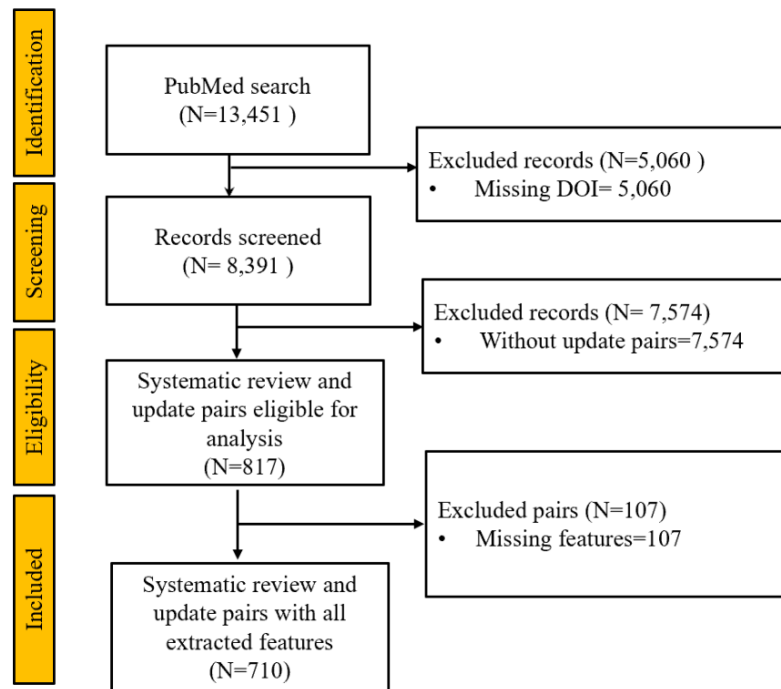 Identification
PubMed search
(N=13,451 )
Excluded records (N=5,060 )
• Missing DOI= 5,060
Screening
Records screened
(N= 8,391 )
Excluded records (N= 7,574)
• Without update pairs=7,574
Eligibility
Systematic review and
update pairs eligible for
analysis
(N=817)
Excluded pairs (N=107)
• Missing features=107
Included
Systematic review and
update pairs with all
extracted features
(N=710)